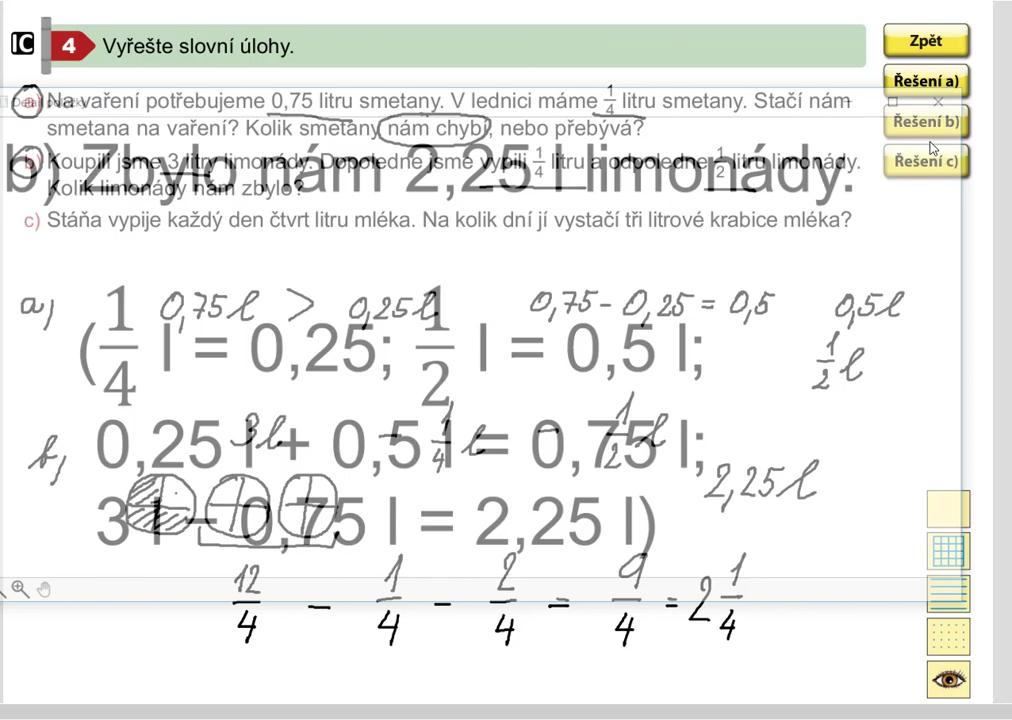 IC 4 Vyřešte slovní úlohy.
Zpět
Řešení a)
Řešení b)
Řešení c)
a) Na vaření potřebujeme 0,75 litru smetany. V lednici máme 1/4 litru smetany. Stačí nám
smetana na vaření? Kolik smetany nám chybí, nebo přebývá?
b) Koupili jsme 3 litry limonády. Dopoledne jsme vypili 1/4 litru a odpoledne 1/2 litru limonády.
Kolik limonády nám zbylo?
b) Zbylo nám 2,25 l limonády.
c) Stáňa vypije každý den čtvrt litru mléka. Na kolik dní jí vystačí tři litrové krabice mléka?
a) 0,75 l > 0,25 l 0,75 - 0,25 = 0,5 0,5 l
1/2 l
(1/4 l = 0,25; 1/2 l = 0,5 l;
b) 3 l - 1/4 l - 1/2 l
0,25 l + 0,5 l = 0,75 l;
2,25 l
3 l – 0,75 l = 2,25 l)
12/4 - 1/4 - 2/4 = 9/4 = 2 1/4